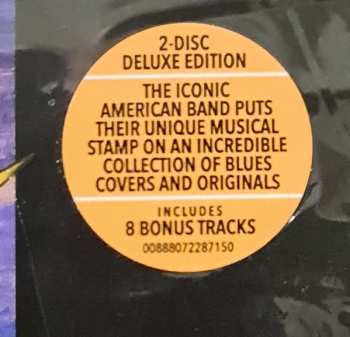 2-DISC
DELUXE EDITION
THE ICONIC
AMERICAN BAND PUTS
THEIR UNIQUE MUSICAL
STAMP ON AN INCREDIBLE
COLLECTION OF BLUES
COVERS AND ORIGINALS
INCLUDES
8 BONUS TRACKS
00888072287150